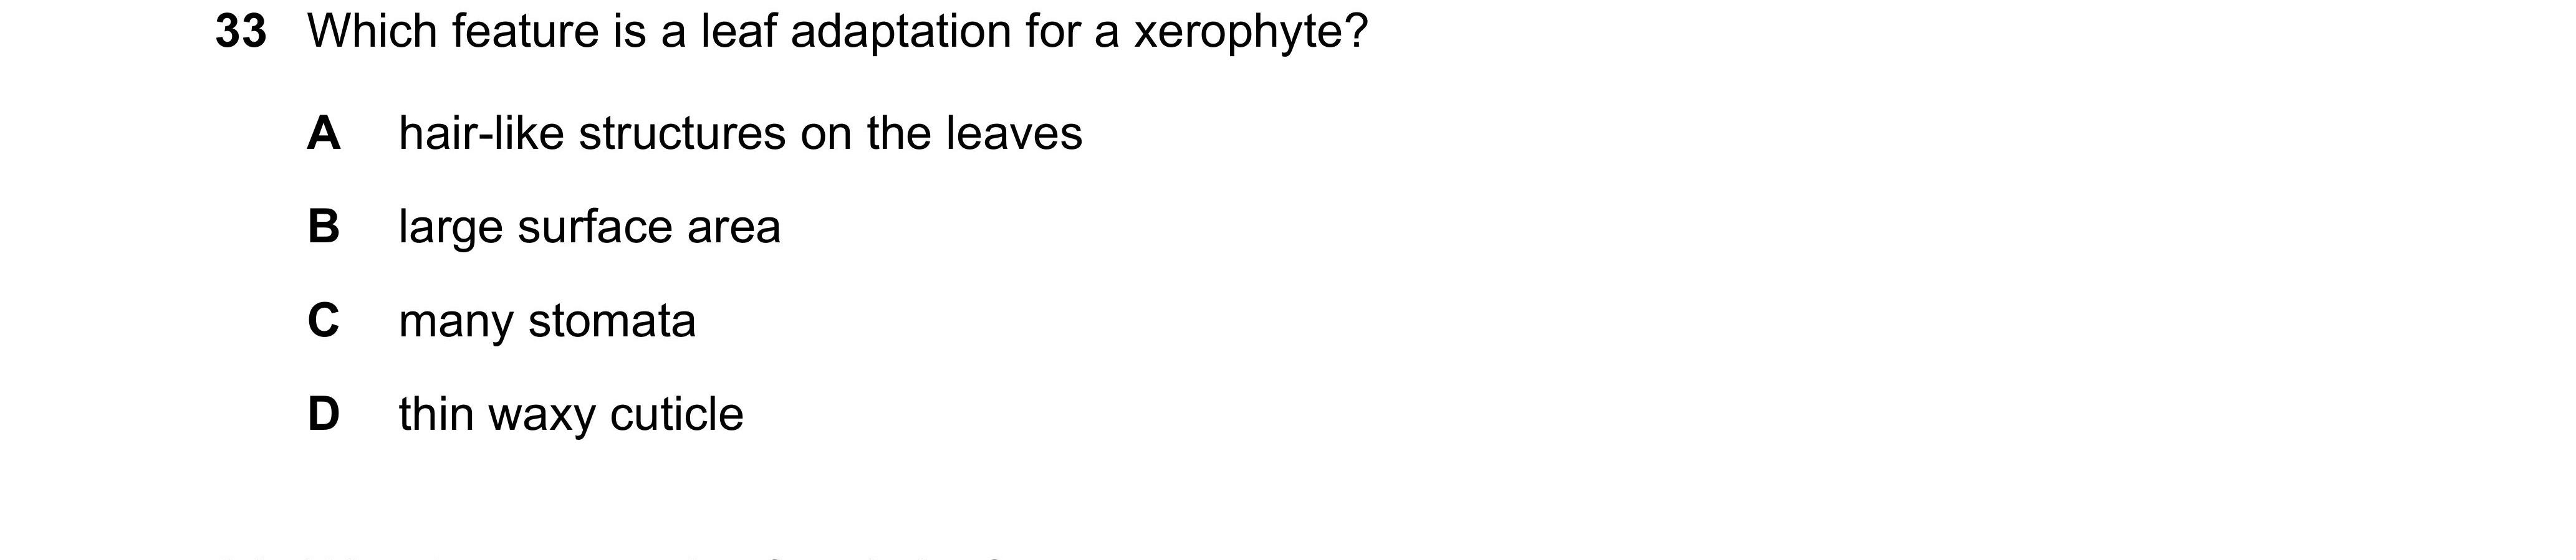 33 Which feature is a leaf adaptation for a xerophyte?
A hair-like structures on the leaves
B large surface area
C many stomata
D thin waxy cuticle